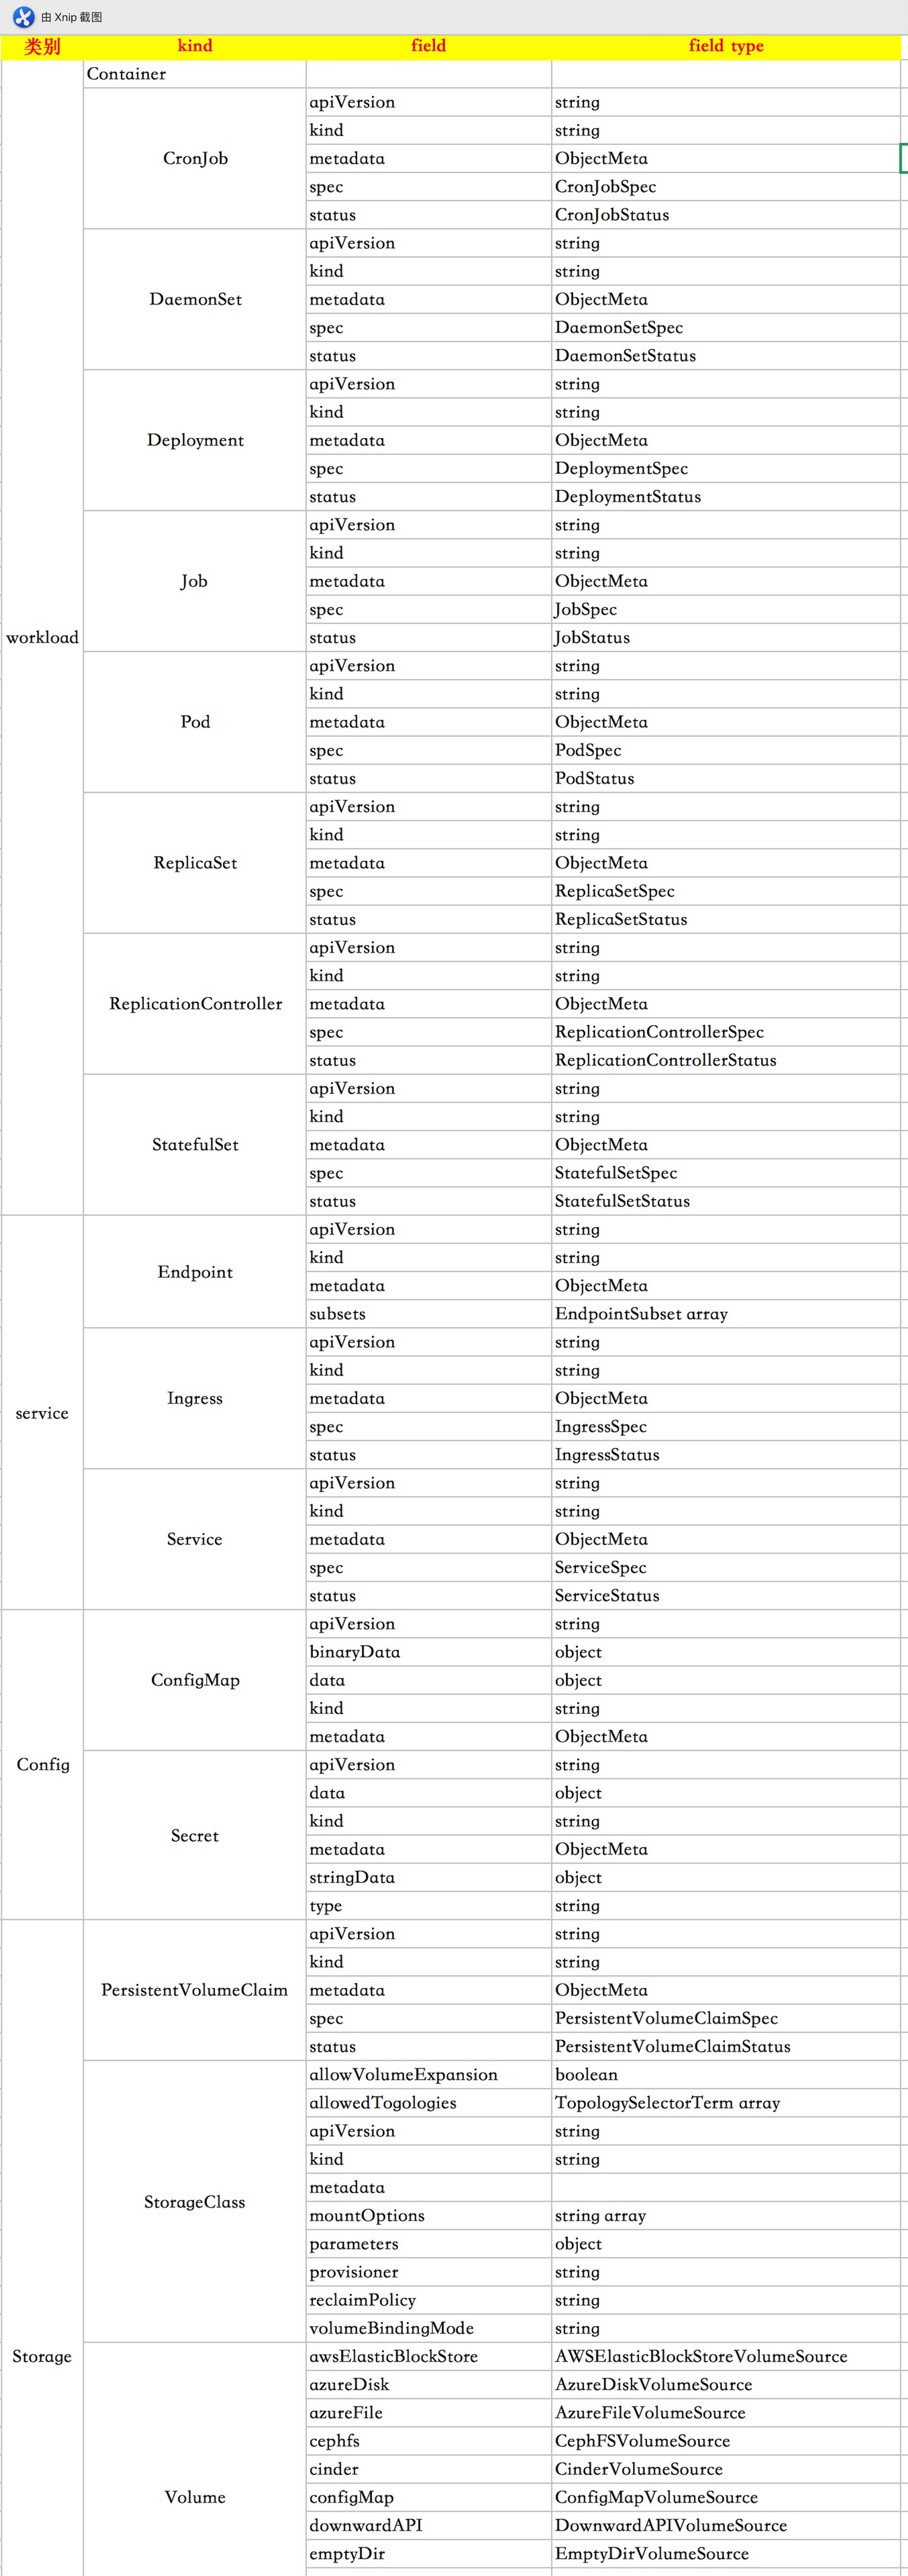 由 Xnip 截图
类别 kind field field type
Container
apiVersion string
kind string
CronJob metadata ObjectMeta
spec CronJobSpec
status CronJobStatus
apiVersion string
kind string
DaemonSet metadata ObjectMeta
spec DaemonSetSpec
status DaemonSetStatus
apiVersion string
kind string
Deployment metadata ObjectMeta
spec DeploymentSpec
status DeploymentStatus
apiVersion string
kind string
Job metadata ObjectMeta
spec JobSpec
workload status JobStatus
apiVersion string
kind string
Pod metadata ObjectMeta
spec PodSpec
status PodStatus
apiVersion string
kind string
ReplicaSet metadata ObjectMeta
spec ReplicaSetSpec
status ReplicaSetStatus
apiVersion string
kind string
ReplicationController metadata ObjectMeta
spec ReplicationControllerSpec
status ReplicationControllerStatus
apiVersion string
kind string
StatefulSet metadata ObjectMeta
spec StatefulSetSpec
status StatefulSetStatus
apiVersion string
kind string
Endpoint
metadata ObjectMeta
subsets EndpointSubset array
apiVersion string
kind string
Ingress metadata ObjectMeta
service
spec IngressSpec
status IngressStatus
apiVersion string
kind string
Service metadata ObjectMeta
spec ServiceSpec
status ServiceStatus
apiVersion string
binaryData object
ConfigMap data object
kind string
metadata ObjectMeta
Config apiVersion string
data object
kind string
Secret
metadata ObjectMeta
stringData object
type string
apiVersion string
kind string
PersistentVolumeClaim metadata ObjectMeta
spec PersistentVolumeClaimSpec
status PersistentVolumeClaimStatus
allowVolumeExpansion boolean
allowedTogologies TopologySelectorTerm array
apiVersion string
kind string
metadata
StorageClass
mountOptions string array
parameters object
provisioner string
reclaimPolicy string
volumeBindingMode string
Storage awsElasticBlockStore AWSElasticBlockStoreVolumeSource
azureDisk AzureDiskVolumeSource
azureFile AzureFileVolumeSource
cephfs CephFSVolumeSource
cinder CinderVolumeSource
Volume configMap ConfigMapVolumeSource
downwardAPI DownwardAPIVolumeSource
emptyDir EmptyDirVolumeSource